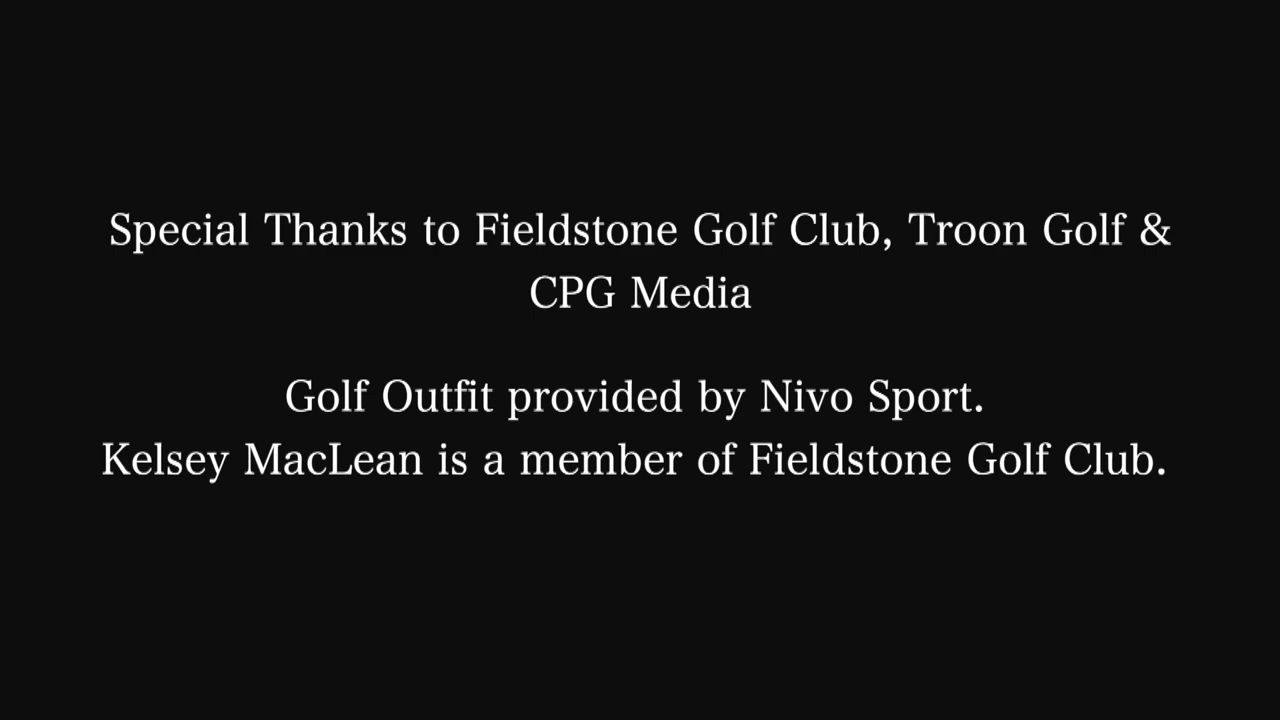 Special Thanks to Fieldstone Golf Club, Troon Golf &
CPG Media
Golf Outfit provided by Nivo Sport.
Kelsey MacLean is a member of Fieldstone Golf Club.